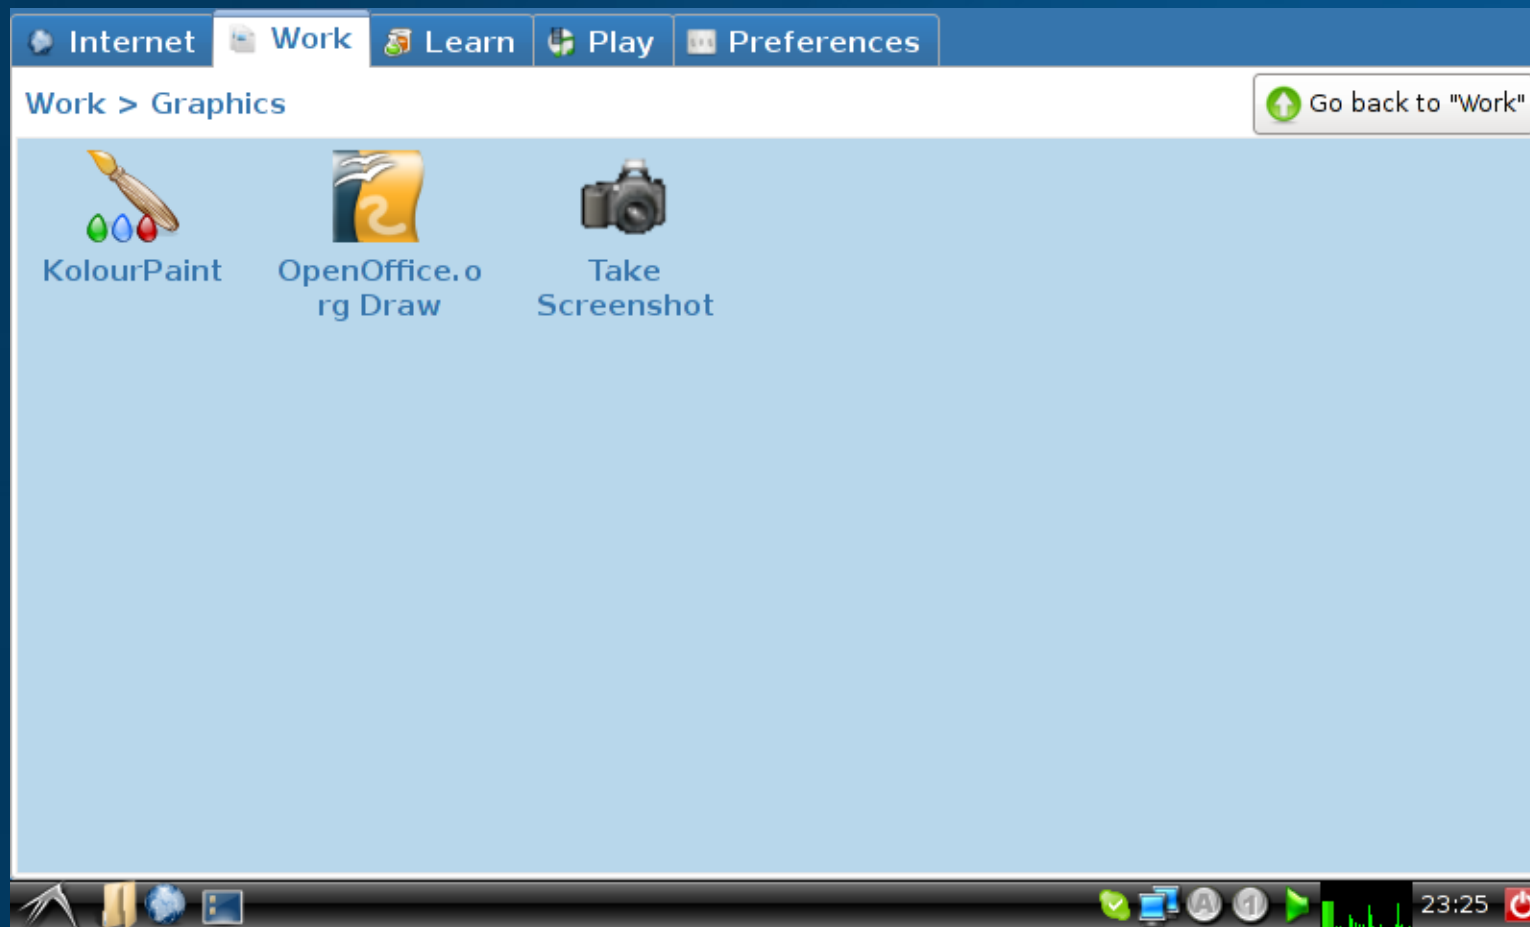 Internet Work Learn Play Preferences
Work > Graphics
Go back to "Work"
KolourPaint
OpenOffice.o
rg Draw
Take
Screenshot
A 1 23:25